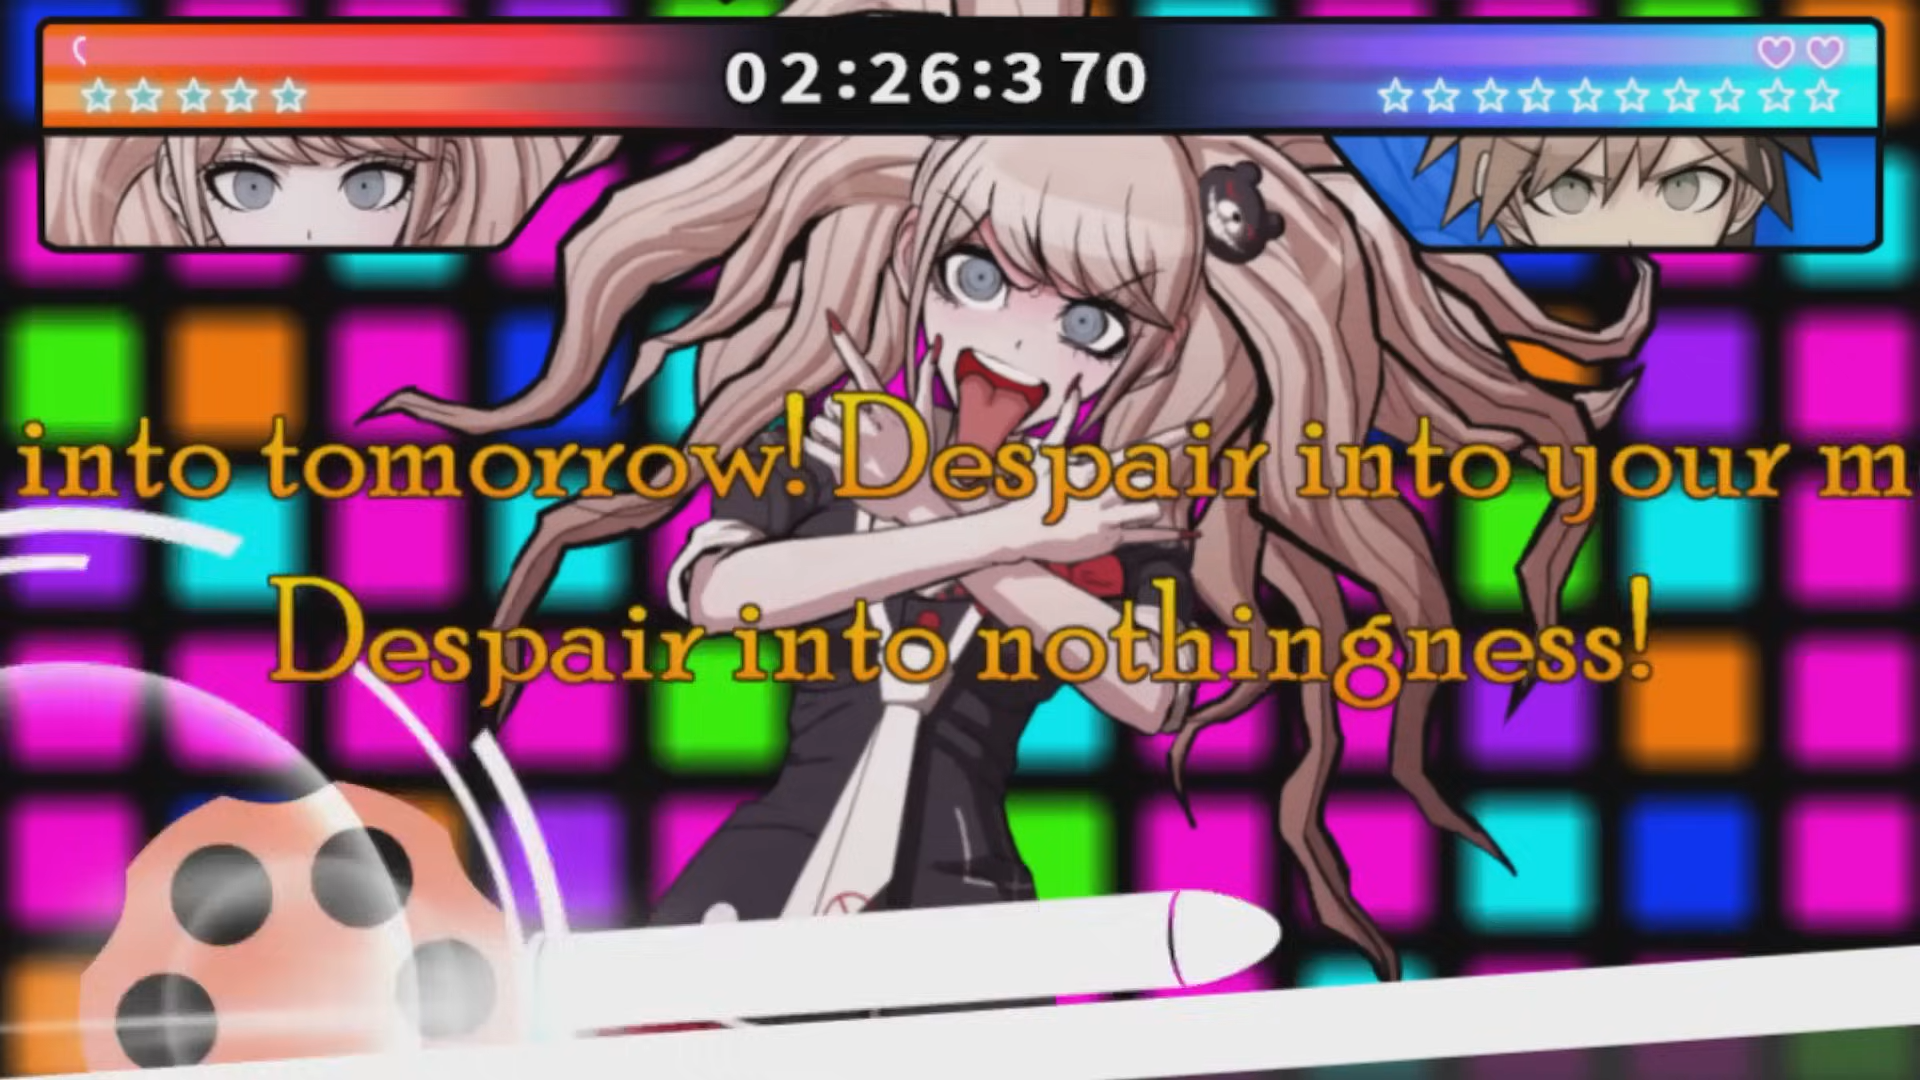 02:26:370
into tomorrow! Despair into your m
Despair into nothingness!